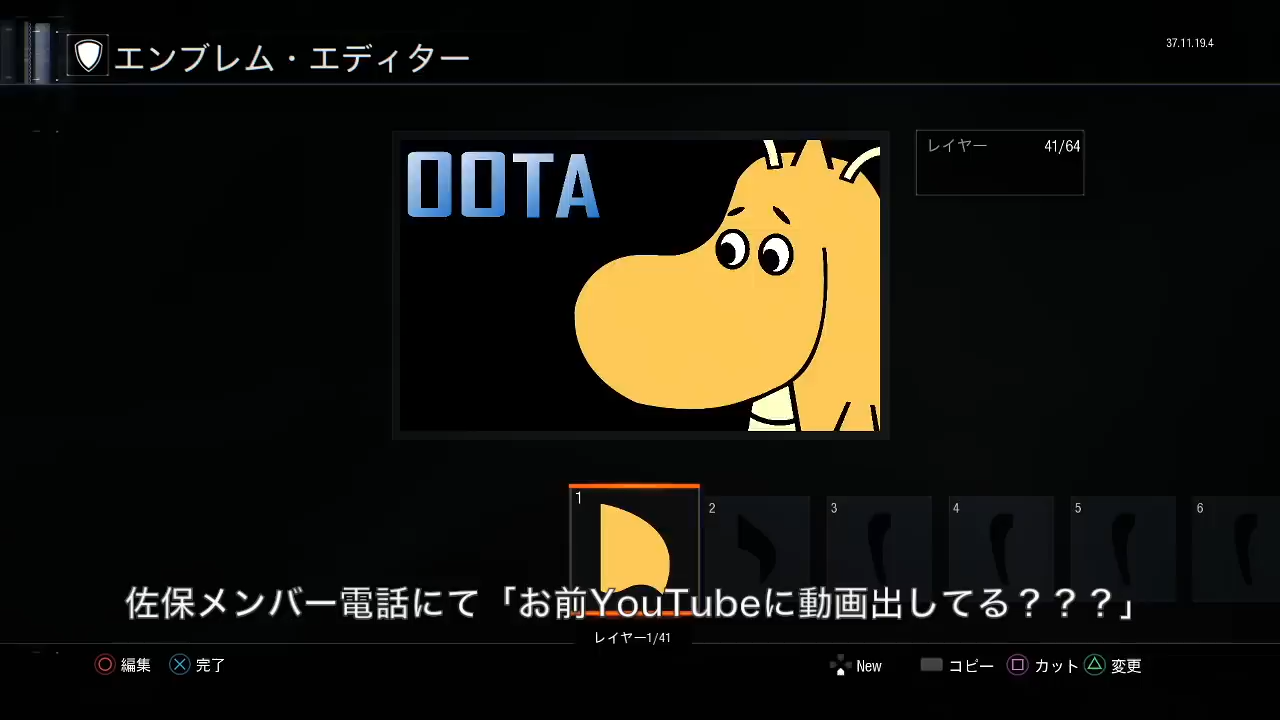 エンブレム・エディター
37.11.19.4
OOTA
レイヤー 41/64
1
2
3
4
5
6
佐保メンバー電話にて「お前YouTubeに動画出してる？？？」
レイヤー1/41
編集 完了 New コピー カット 変更